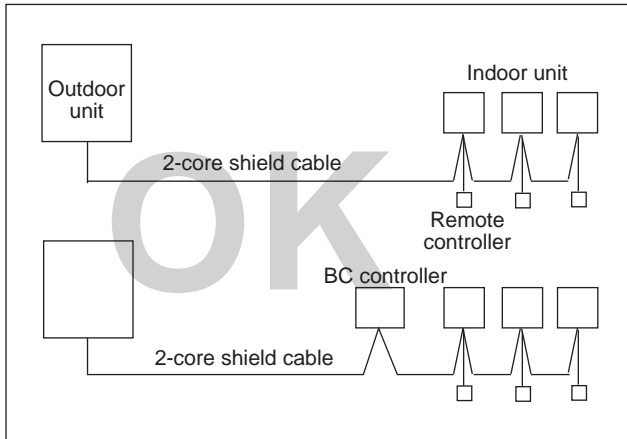 Outdoor
unit
Indoor unit
2-core shield cable
OK
Remote
controller
BC controller
2-core shield cable